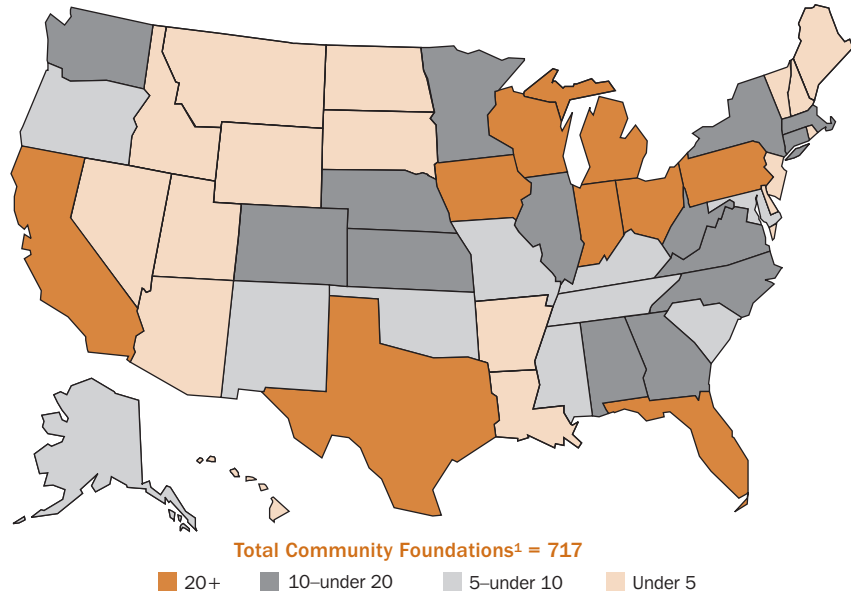 Total Community Foundations¹ = 717
20+ 10–under 20 5–under 10 Under 5